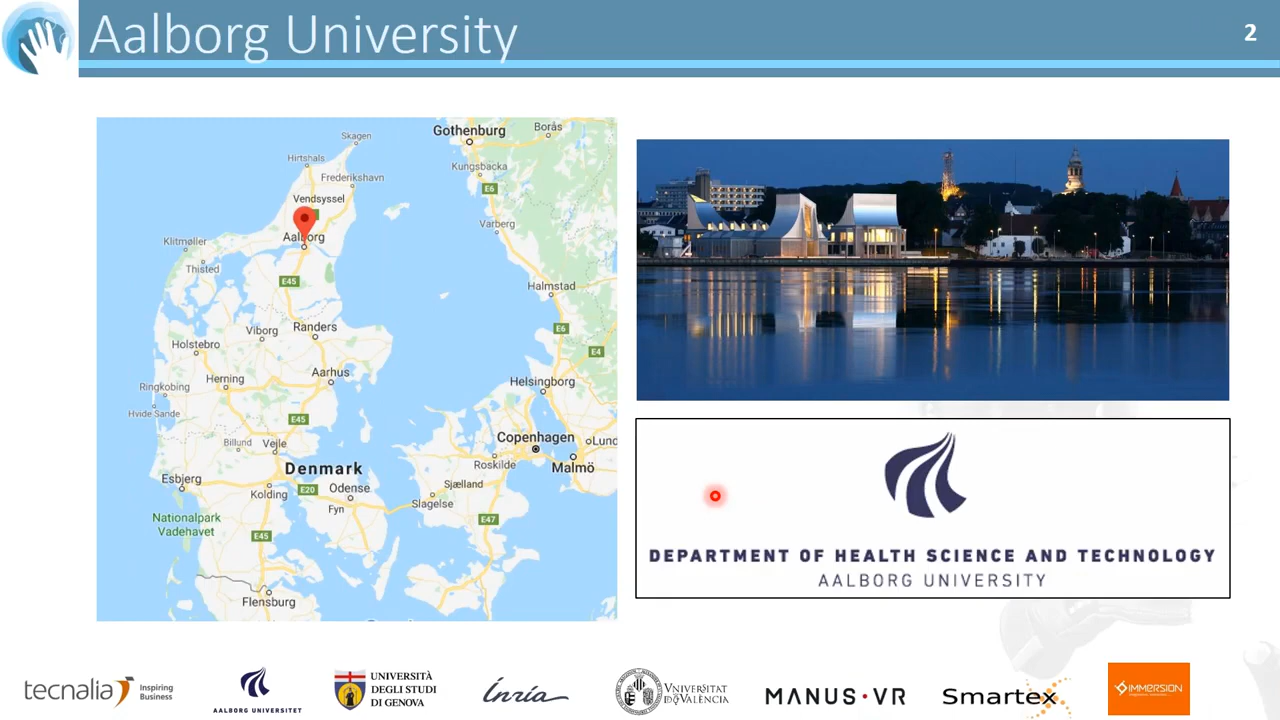 Aalborg University
2
Skagen
Gothenburg
Borås
Hirtshals
Kungsbacka
Frederikshavn
E6
Vendsyssel
Varberg
Aalborg
Klitmøller
Thisted
E45
Halmstad
Viborg
Randers
E6
Holstebro
E4
Aarhus
Herning
Helsingborg
Ringkobing
Hvide Sande
E45
Copenhagen
Lund
Billund
Vejle
Roskilde
Malmö
Denmark
Esbjerg
Kolding
E20
Odense
Sjælland
Slagelse
Fyn
Nationalpark
Vadehavet
E47
E45
Flensburg
DEPARTMENT OF HEALTH SCIENCE AND TECHNOLOGY
AALBORG UNIVERSITY
tecnalia Inspiring
Business
AALBORG UNIVERSITET
UNIVERSITÀ
DEGLI STUDI
DI GENOVA
Inria
VNIVERSITAT
DE VALÈNCIA
MANUS·VR
Smartex
IMMERSION